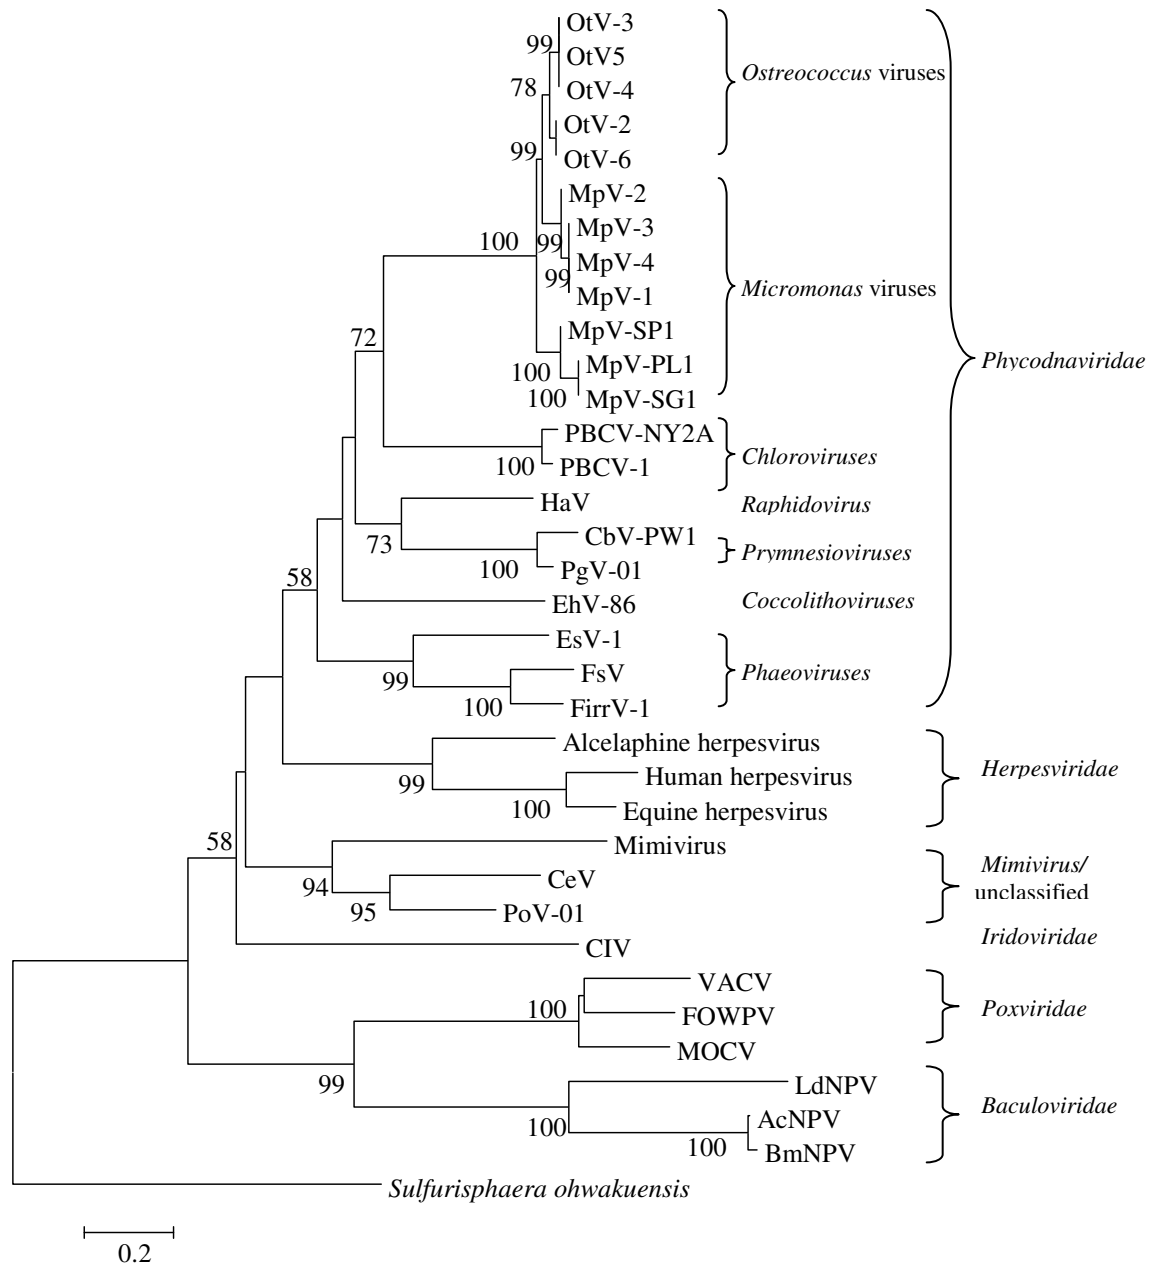 OtV-3
99
OtV5
Ostreococcus viruses
78
OtV-4
OtV-2
99
OtV-6
MpV-2
MpV-3
100
99
MpV-4
99
MpV-1
Micromonas viruses
MpV-SP1
72
MpV-PL1
Phycodnaviridae
100
100
MpV-SG1
PBCV-NY2A
Chloroviruses
100
PBCV-1
HaV
Raphidovirus
CbV-PW1
73
Prymnesioviruses
100
PgV-01
58
EhV-86
Coccolithoviruses
EsV-1
FsV
Phaeoviruses
99
100
FirrV-1
Alcelaphine herpesvirus
Human herpesvirus
Herpesviridae
99
100
Equine herpesvirus
58
Mimivirus
Mimivirus/
unclassified
CeV
94
95
PoV-01
CIV
Iridoviridae
VACV
100
FOWPV
Poxviridae
MOCV
99
LdNPV
AcNPV
Baculoviridae
100
100
BmNPV
Sulfurisphaera ohwakuensis
0.2